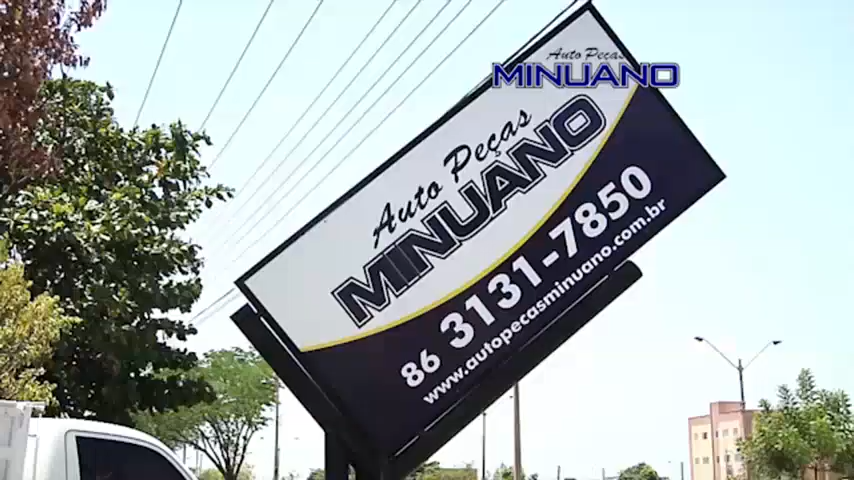 Auto Peças
MINUANO
Auto Peças
MINUANO
86 3131-7850
www.autopecasminuano.com.br